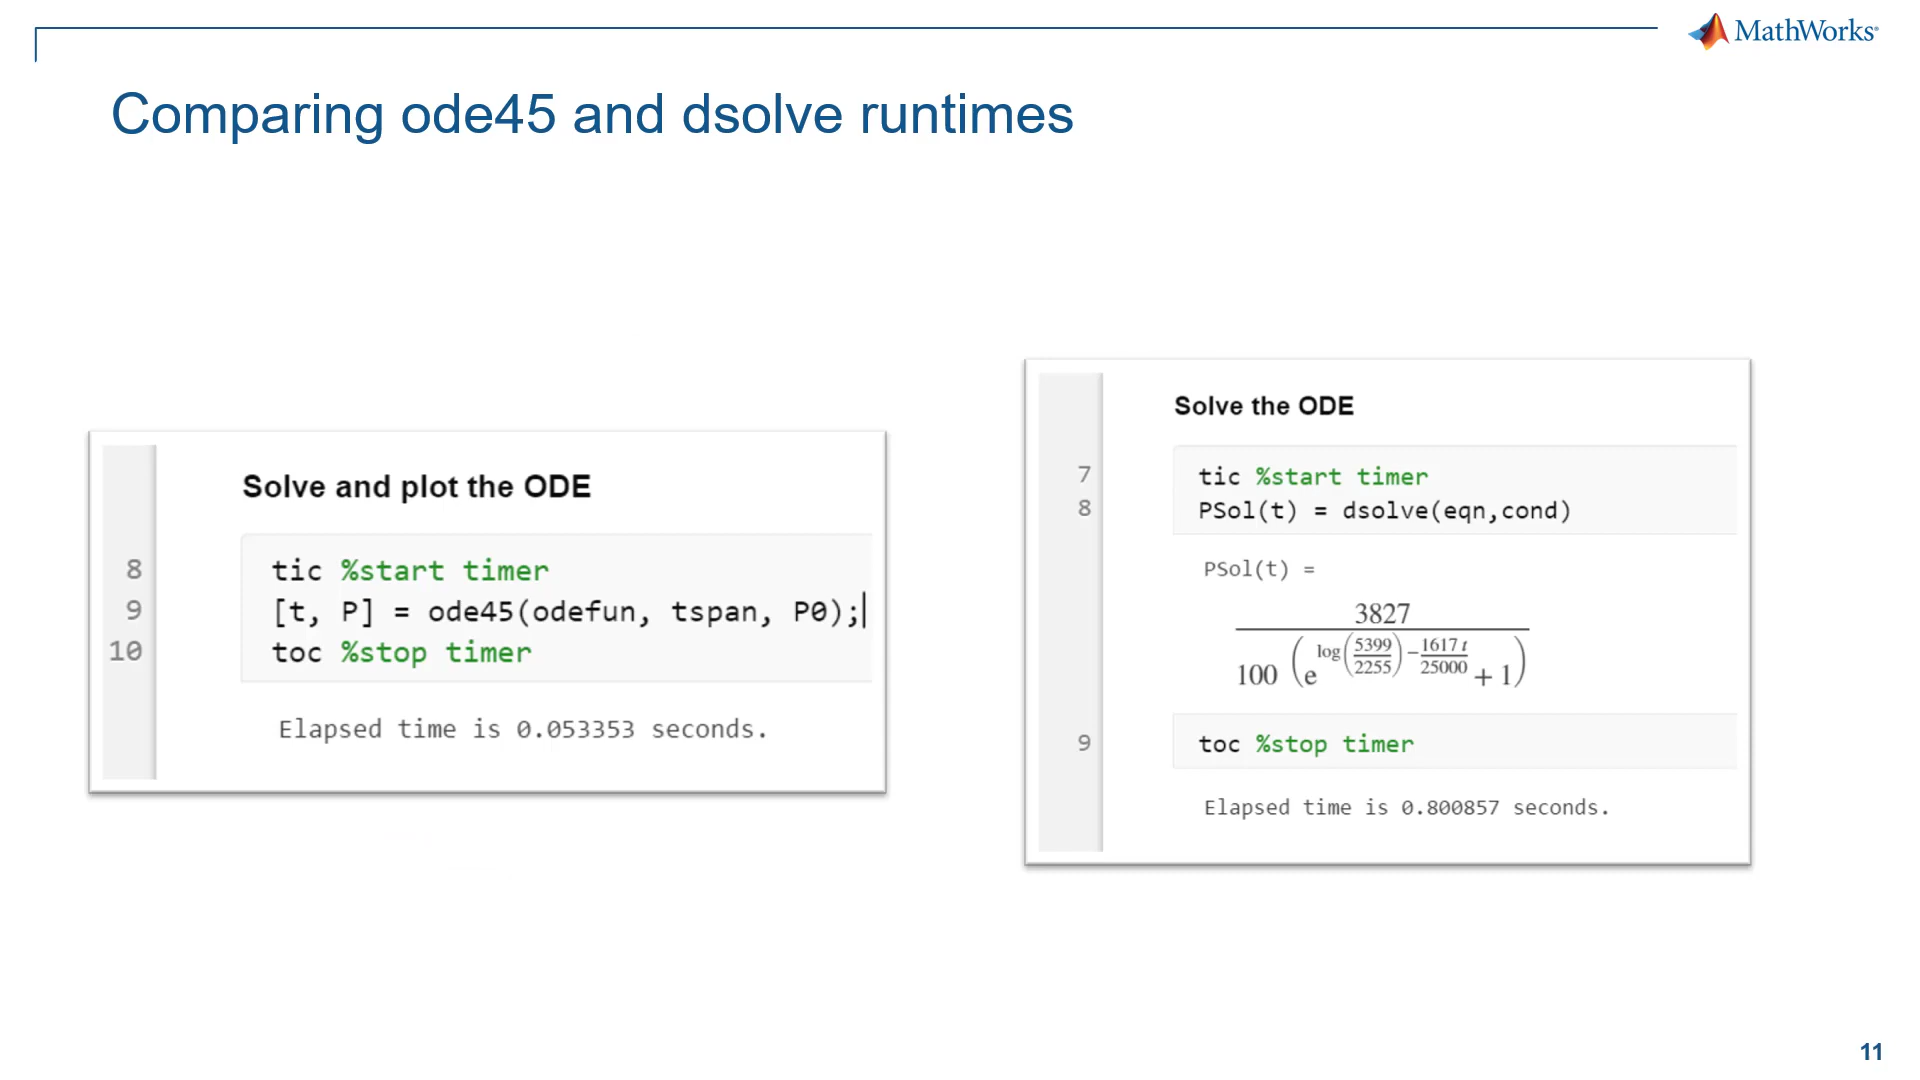 MathWorks®
Comparing ode45 and dsolve runtimes
Solve and plot the ODE
8 tic %start timer
9 [t, P] = ode45(odefun, tspan, P0);
10 toc %stop timer
Elapsed time is 0.053353 seconds.
Solve the ODE
7 tic %start timer
8 PSol(t) = dsolve(eqn,cond)
PSol(t) =
3827
100 (e^(log(5399/2255) − 1617 t/25000) + 1)
9 toc %stop timer
Elapsed time is 0.800857 seconds.
11